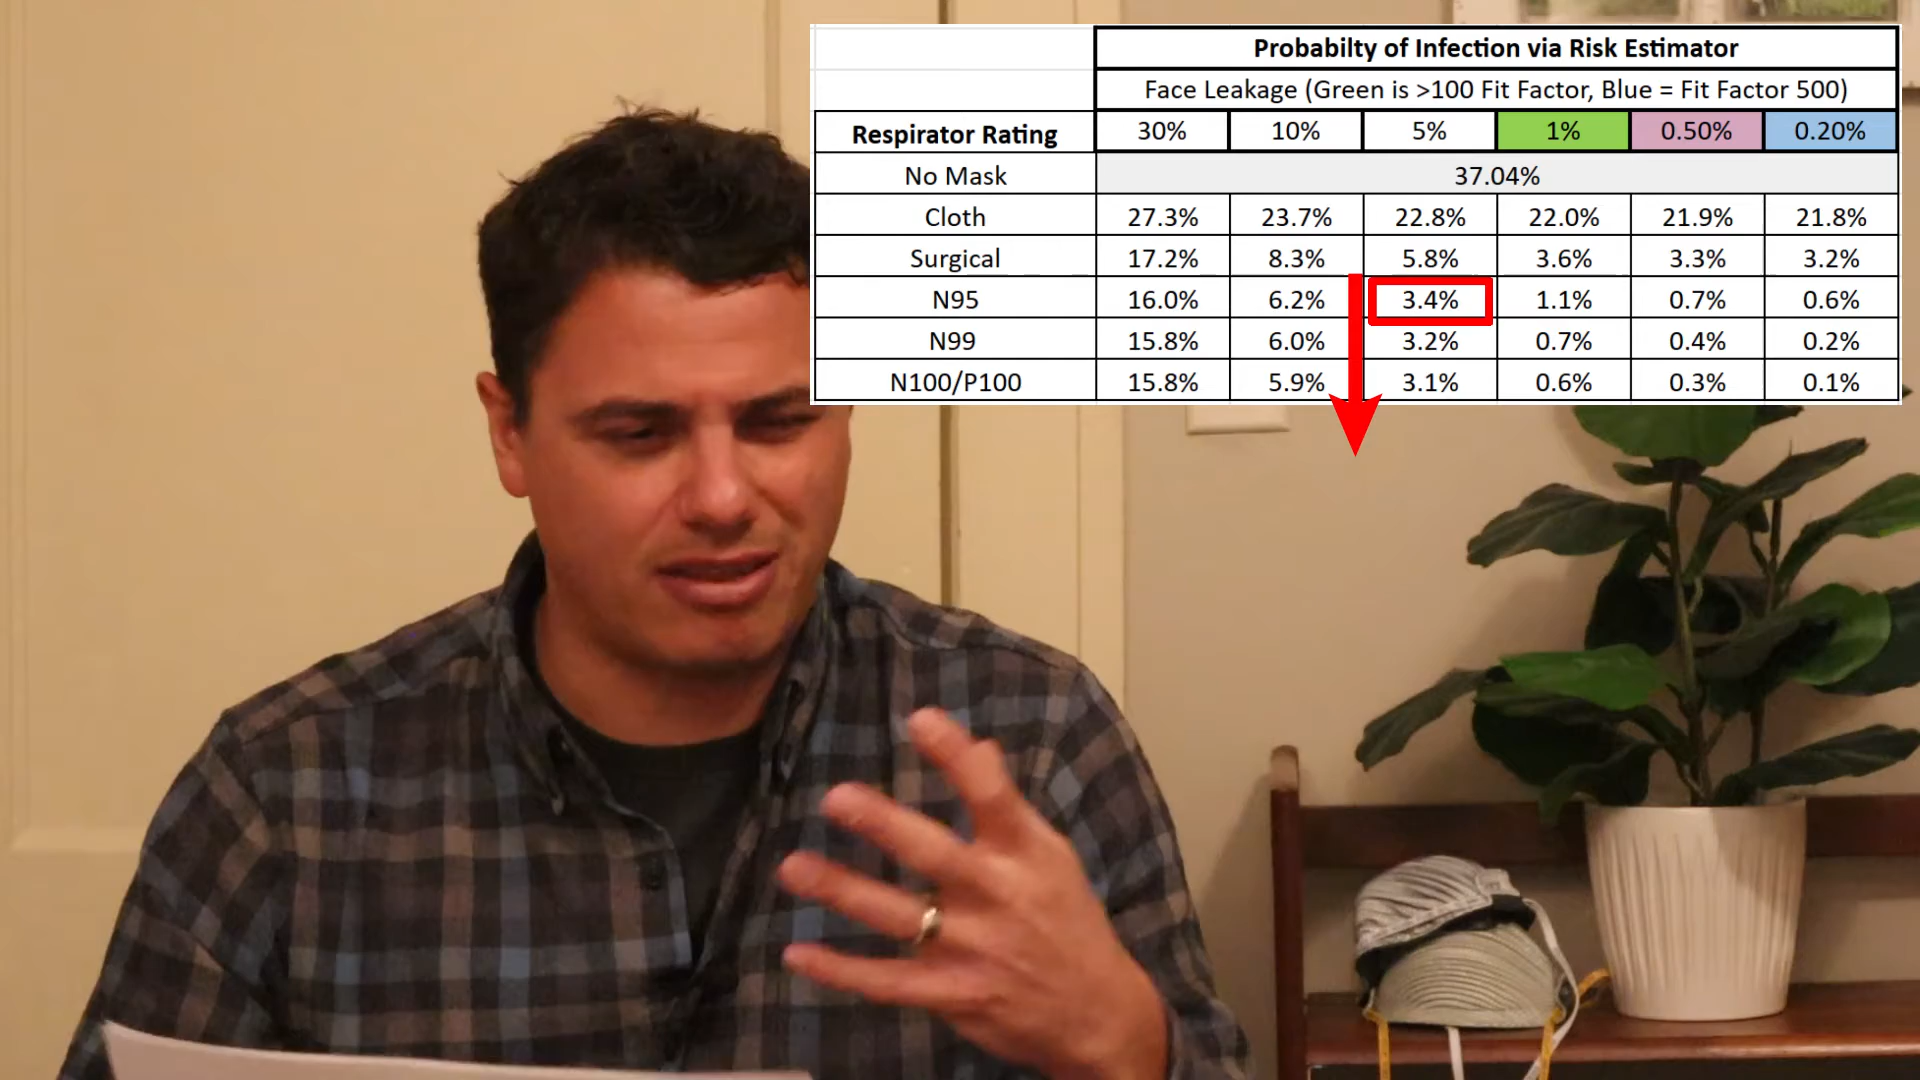 Probabilty of Infection via Risk Estimator
Face Leakage (Green is >100 Fit Factor, Blue = Fit Factor 500)
Respirator Rating 30% 10% 5% 1% 0.50% 0.20%
No Mask 37.04%
Cloth 27.3% 23.7% 22.8% 22.0% 21.9% 21.8%
Surgical 17.2% 8.3% 5.8% 3.6% 3.3% 3.2%
N95 16.0% 6.2% 3.4% 1.1% 0.7% 0.6%
N99 15.8% 6.0% 3.2% 0.7% 0.4% 0.2%
N100/P100 15.8% 5.9% 3.1% 0.6% 0.3% 0.1%